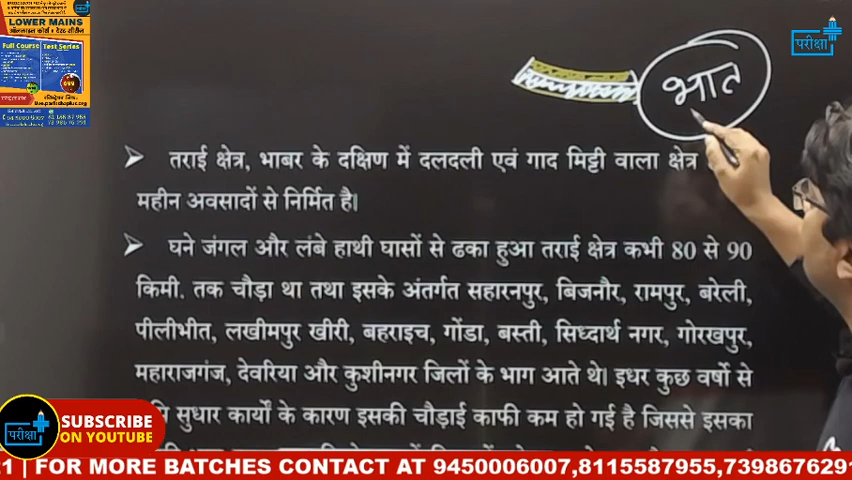 LOWER MAINS
Full Course
Test Series
परीक्षा
भात
तराई क्षेत्र, भाबर के दक्षिण में दलदली एवं गाद मिट्टी वाला क्षेत्र
महीन अवसादों से निर्मित है।
घने जंगल और लंबे हाथी घासों से ढका हुआ तराई क्षेत्र कभी 80 से 90
किमी. तक चौड़ा था तथा इसके अंतर्गत सहारनपुर, बिजनौर, रामपुर, बरेली,
पीलीभीत, लखीमपुर खीरी, बहराइच, गोंडा, बस्ती, सिध्दार्थ नगर, गोरखपुर,
महाराजगंज, देवरिया और कुशीनगर जिलों के भाग आते थे। इधर कुछ वर्षो से
सुधार कार्यों के कारण इसकी चौड़ाई काफी कम हो गई है जिससे इसका
परीक्षा
SUBSCRIBE
ON YOUTUBE
21 | FOR MORE BATCHES CONTACT AT 9450006007,8115587955,7398676291